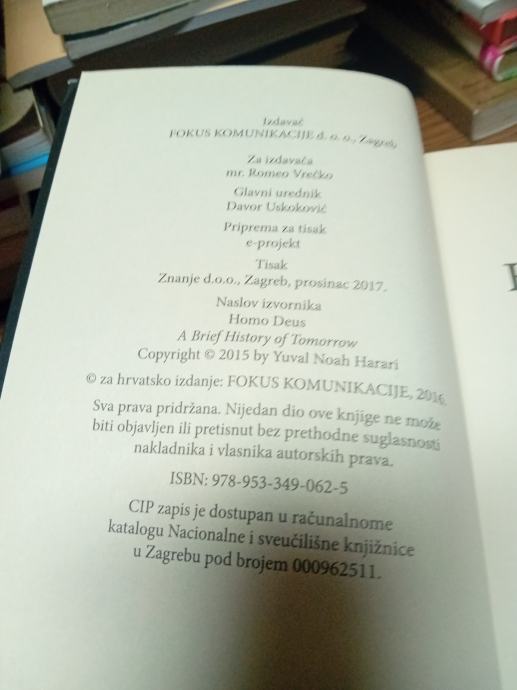 Izdavač
FOKUS KOMUNIKACIJE d. o. o., Zagreb
Za izdavača
mr. Romeo Vrečko
Glavni urednik
Davor Uskoković
Priprema za tisak
e-projekt
Tisak
Znanje d.o.o., Zagreb, prosinac 2017.
Naslov izvornika
Homo Deus
A Brief History of Tomorrow
Copyright © 2015 by Yuval Noah Harari
© za hrvatsko izdanje: FOKUS KOMUNIKACIJE, 2016.
Sva prava pridržana. Nijedan dio ove knjige ne može
biti objavljen ili pretisnut bez prethodne suglasnosti
nakladnika i vlasnika autorskih prava.
ISBN: 978-953-349-062-5
CIP zapis je dostupan u računalnome
katalogu Nacionalne i sveučilišne knjižnice
u Zagrebu pod brojem 000962511.